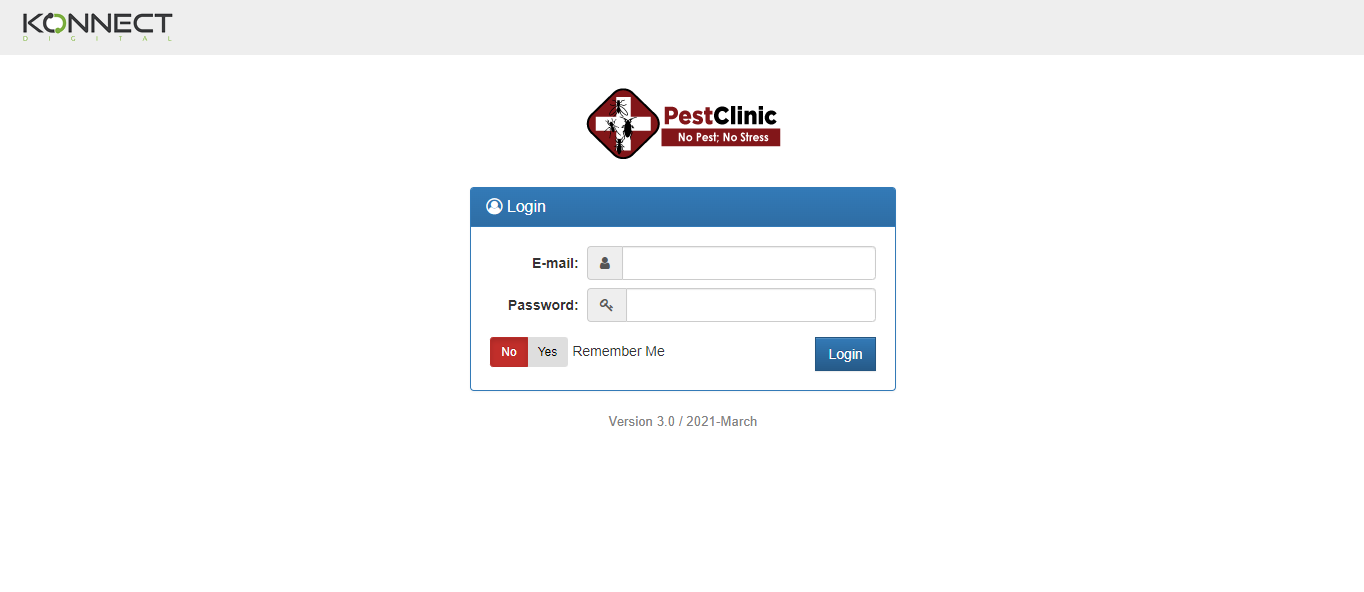 KONNECT
DIGITAL
PestClinic
No Pest; No Stress
Login
E-mail:
Password:
No Yes Remember Me Login
Version 3.0 / 2021-March